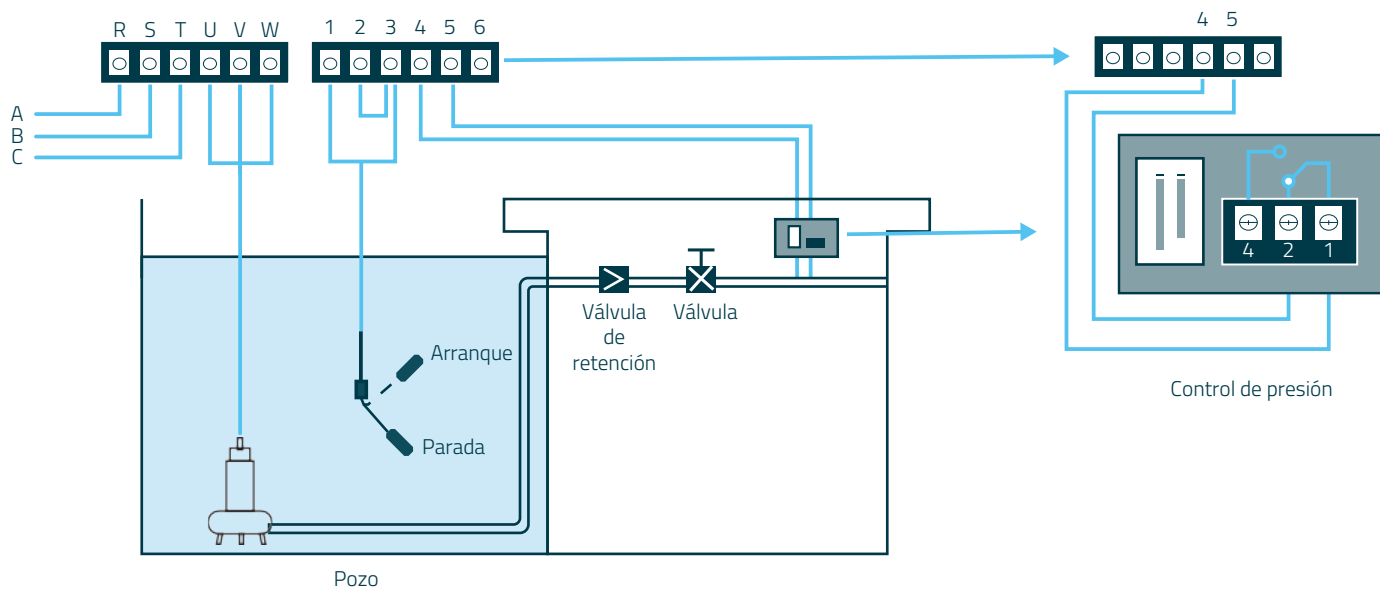 R S T U V W
1 2 3 4 5 6
4 5
A
B
C
4 2 1
Válvula
de
retención
Válvula
Arranque
Parada
Control de presión
Pozo